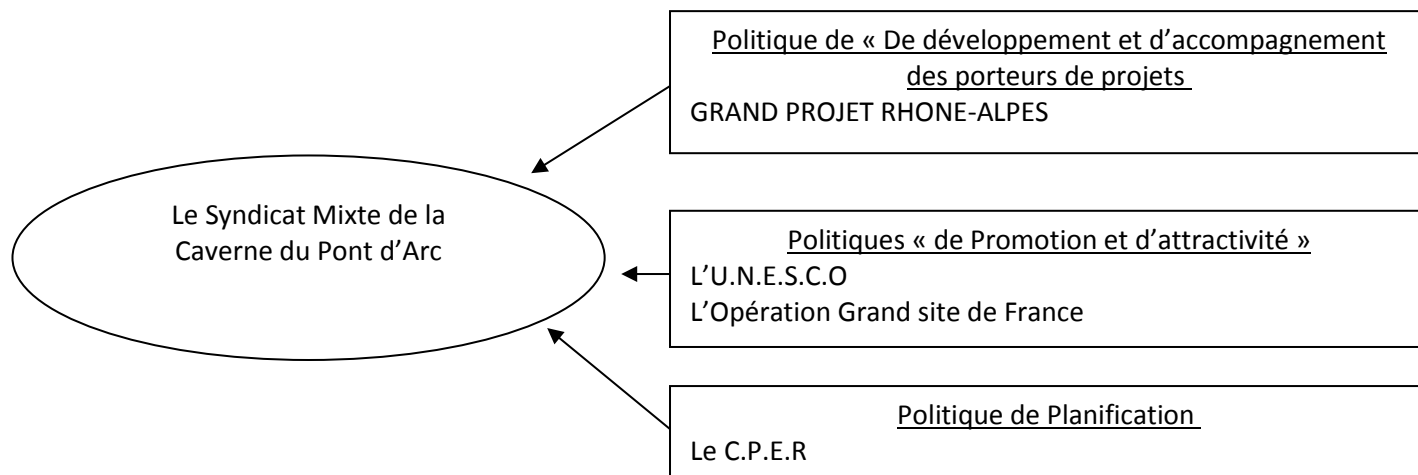 Politique de « De développement et d’accompagnement
des porteurs de projets
GRAND PROJET RHONE-ALPES
Le Syndicat Mixte de la
Caverne du Pont d’Arc
Politiques « de Promotion et d’attractivité »
L’U.N.E.S.C.O
L’Opération Grand site de France
Politique de Planification
Le C.P.E.R